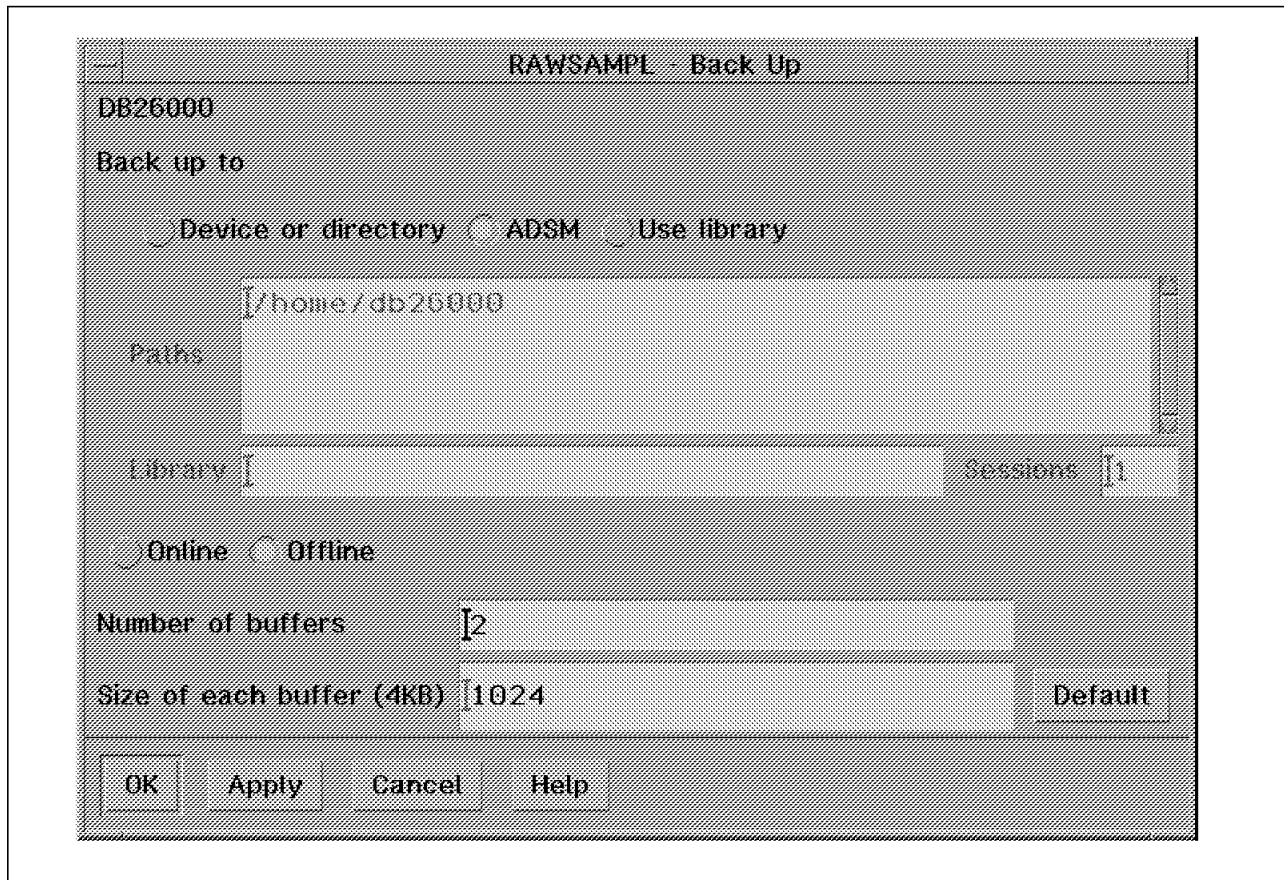 RAWSAMPL - Back Up
DB26000
Back up to
Device or directory ADSM Use library
/home/db26000
Paths
Library Sessions 1
Online Offline
Number of buffers 2
Size of each buffer (4KB) 1024 Default
OK Apply Cancel Help